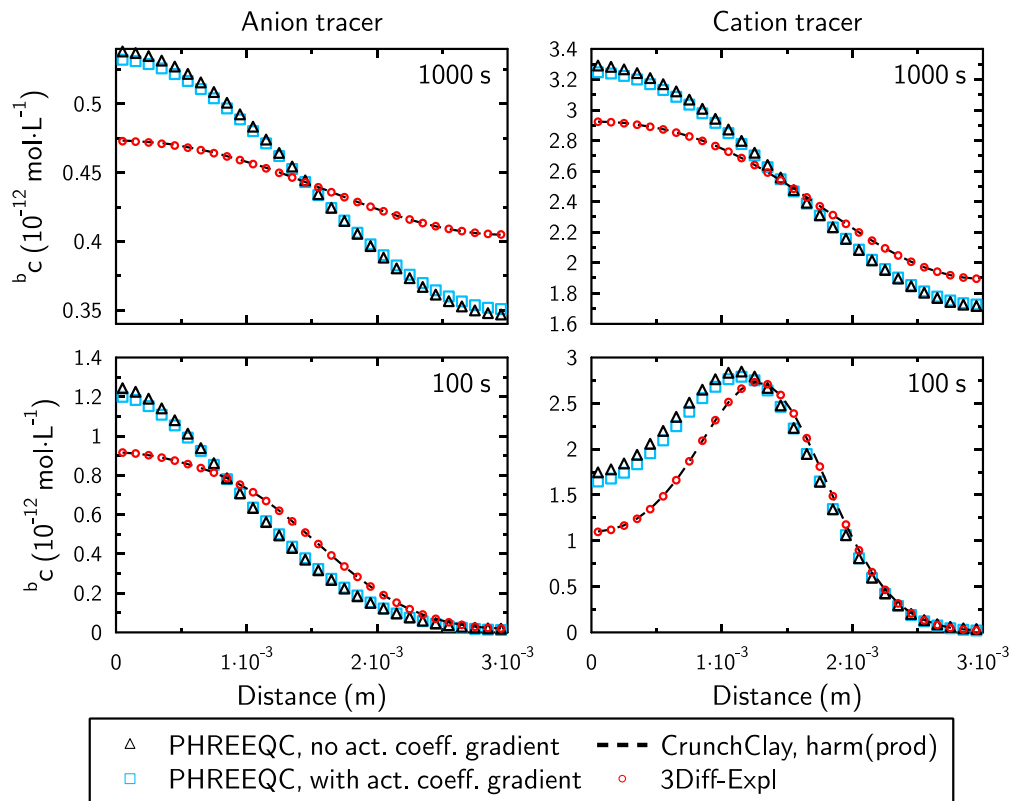 Anion tracer
Cation tracer
ᵇc (10⁻¹² mol·L⁻¹)
0.5
0.45
0.4
0.35
1000 s
3.4
3.2
3
2.8
2.6
2.4
2.2
2
1.8
1.6
1000 s
ᵇc (10⁻¹² mol·L⁻¹)
1.4
1.2
1
0.8
0.6
0.4
0.2
0
100 s
3
2.5
2
1.5
1
0.5
0
100 s
0
1·10⁻³
2·10⁻³
3·10⁻³
0
1·10⁻³
2·10⁻³
3·10⁻³
Distance (m)
Distance (m)
PHREEQC, no act. coeff. gradient
CrunchClay, harm(prod)
PHREEQC, with act. coeff. gradient
3Diff-Expl